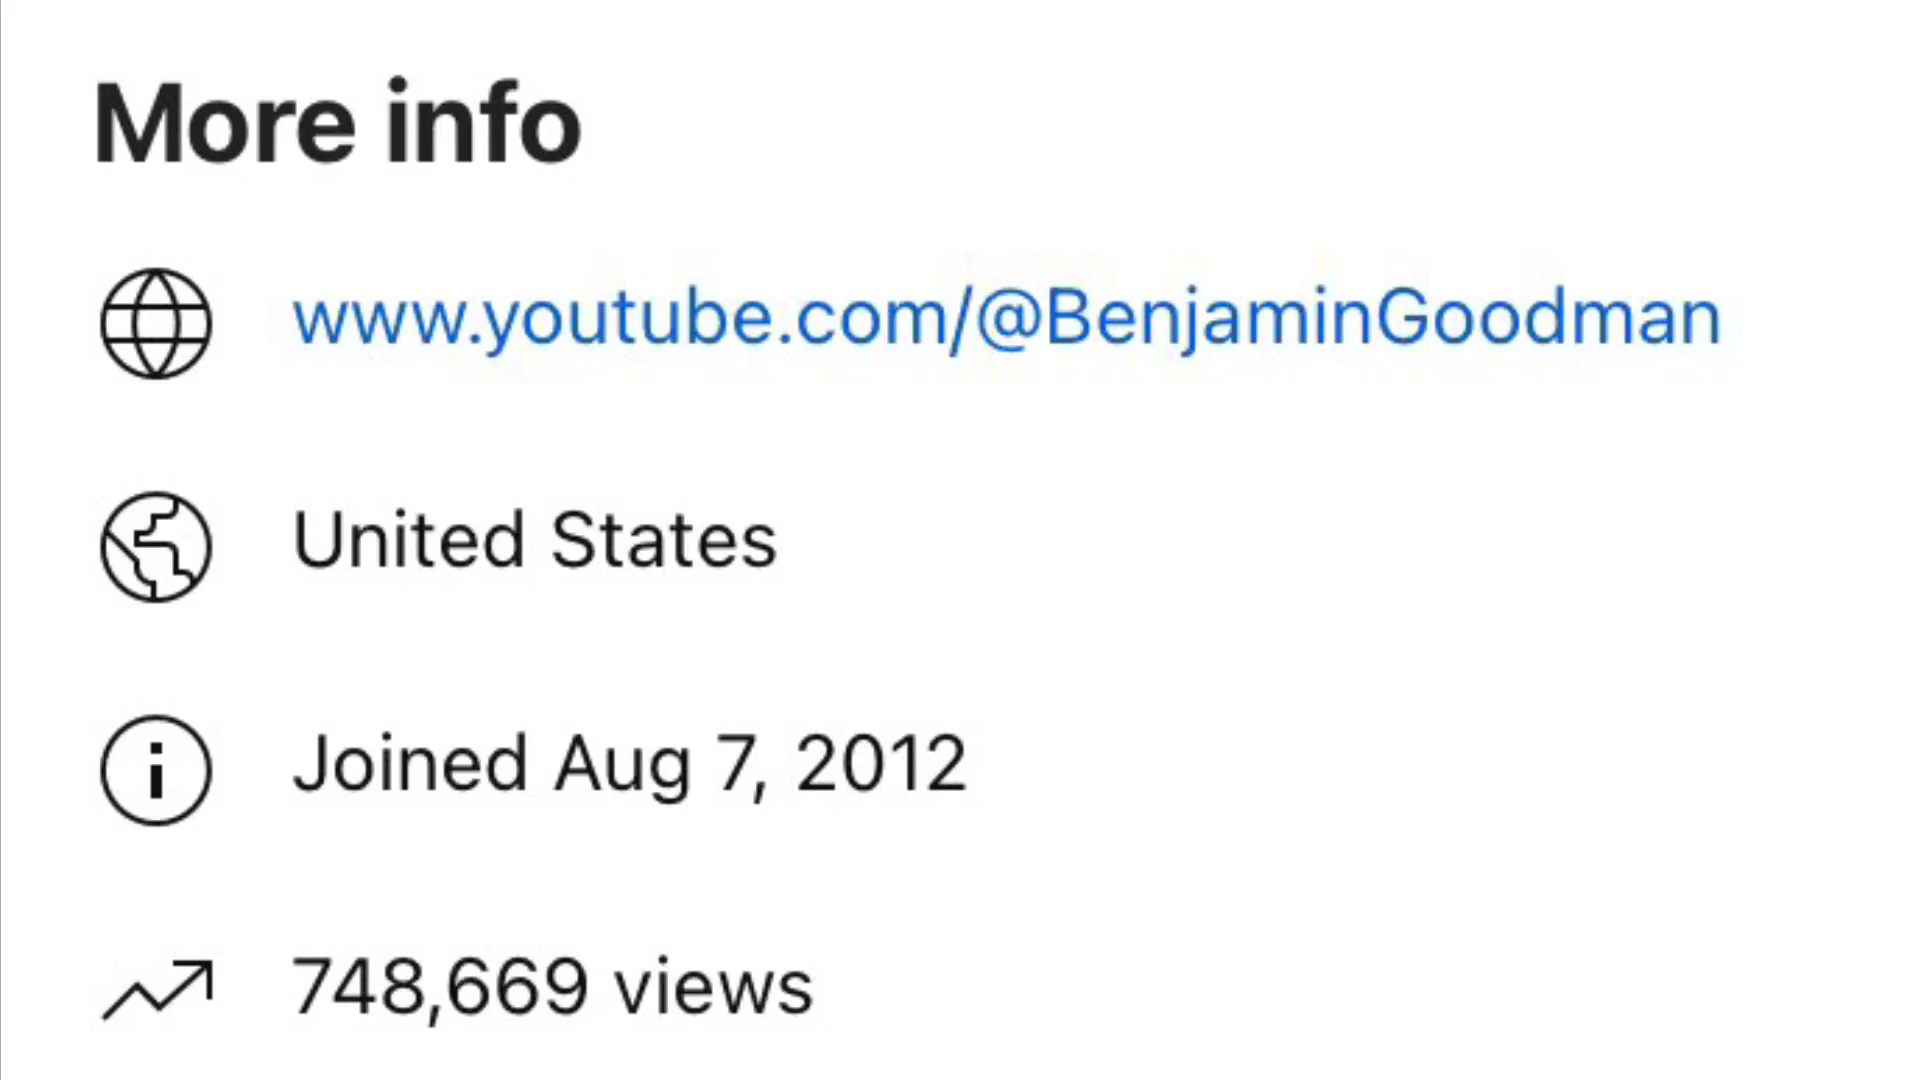 More info
www.youtube.com/@BenjaminGoodman
United States
Joined Aug 7, 2012
748,669 views